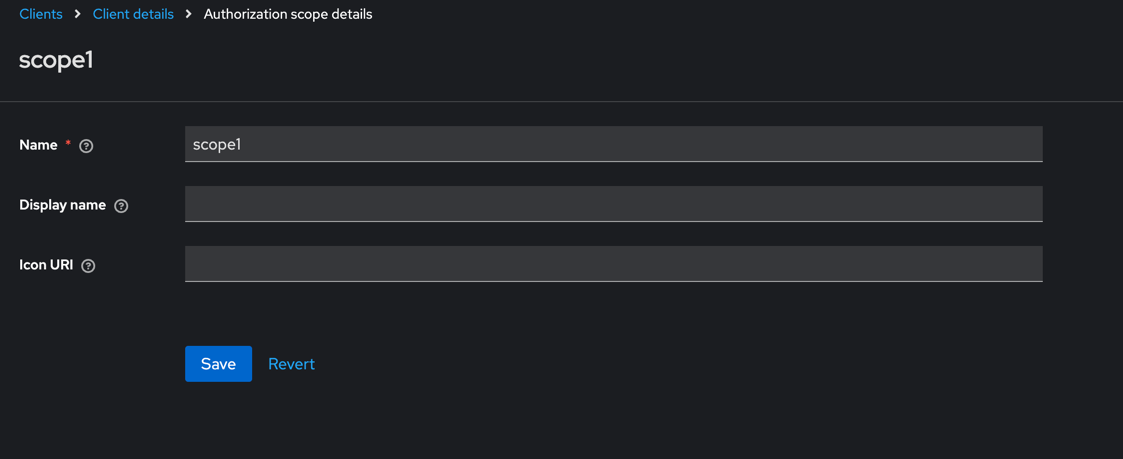 Clients > Client details > Authorization scope details
scope1
Name * ? scope1
Display name ?
Icon URI ?
Save Revert